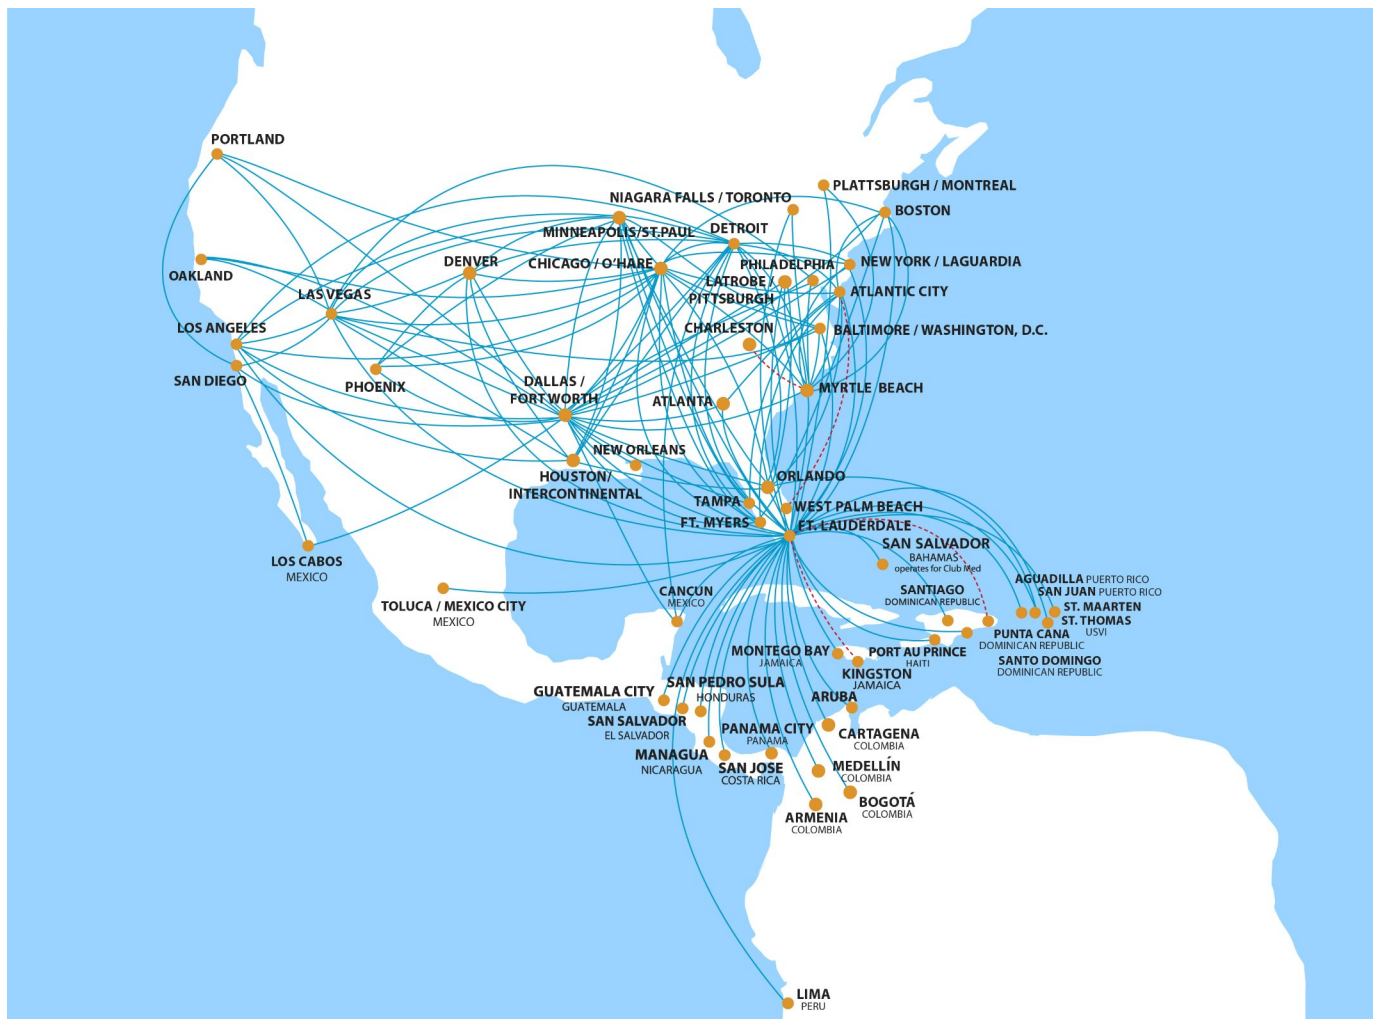 PORTLAND
PLATTSBURGH / MONTREAL
NIAGARA FALLS / TORONTO
BOSTON
MINNEAPOLIS/ST.PAUL
DETROIT
OAKLAND
DENVER
CHICAGO / O'HARE
PHILADELPHIA
NEW YORK / LAGUARDIA
LATROBE /
PITTSBURGH
LAS VEGAS
ATLANTIC CITY
LOS ANGELES
CHARLESTON
BALTIMORE / WASHINGTON, D.C.
SAN DIEGO
PHOENIX
DALLAS /
FORT WORTH
ATLANTA
MYRTLE BEACH
NEW ORLEANS
HOUSTON/
INTERCONTINENTAL
ORLANDO
TAMPA
WEST PALM BEACH
FT. MYERS
FT. LAUDERDALE
SAN SALVADOR
BAHAMAS
operates for Club Med
LOS CABOS
MEXICO
TOLUCA / MEXICO CITY
MEXICO
CANCUN
MEXICO
SANTIAGO
DOMINICAN REPUBLIC
AGUADILLA PUERTO RICO
SAN JUAN PUERTO RICO
ST. MAARTEN
ST. THOMAS
USVI
PUNTA CANA
DOMINICAN REPUBLIC
SANTO DOMINGO
DOMINICAN REPUBLIC
MONTEGO BAY
JAMAICA
PORT AU PRINCE
HAITI
KINGSTON
JAMAICA
GUATEMALA CITY
GUATEMALA
SAN PEDRO SULA
HONDURAS
ARUBA
SAN SALVADOR
EL SALVADOR
PANAMA CITY
PANAMA
CARTAGENA
COLOMBIA
MANAGUA
NICARAGUA
SAN JOSE
COSTA RICA
MEDELLÍN
COLOMBIA
BOGOTÁ
COLOMBIA
ARMENIA
COLOMBIA
LIMA
PERU